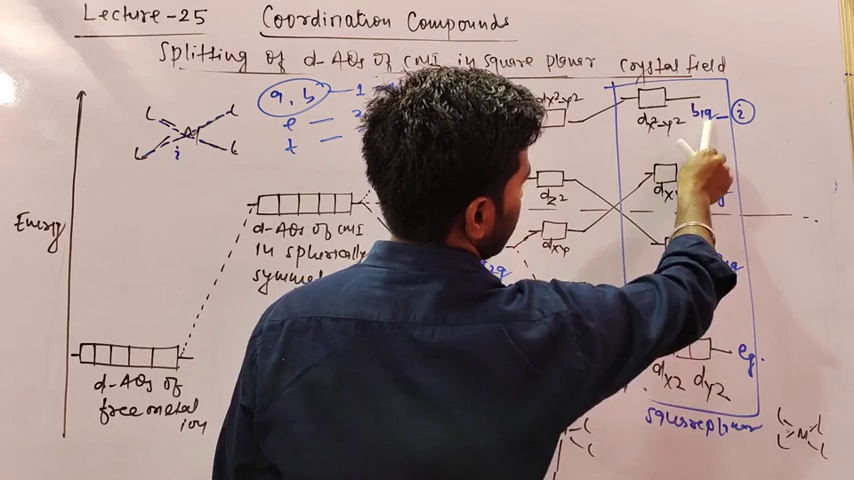 Lecture-25 Coordination Compounds
Splitting of d-AOs of CMI in square planar crystal field
a, b — 1
e — 2
t —
L L
M
L L
i
dx²-y²
dx²-y²
b1g — i
Energy
dz²
dxy
d-AOs of CMI
in spherically
symmet
d-AOs of
free metal
ion
eg.
dxz dyz
square planar
L L
M
L L